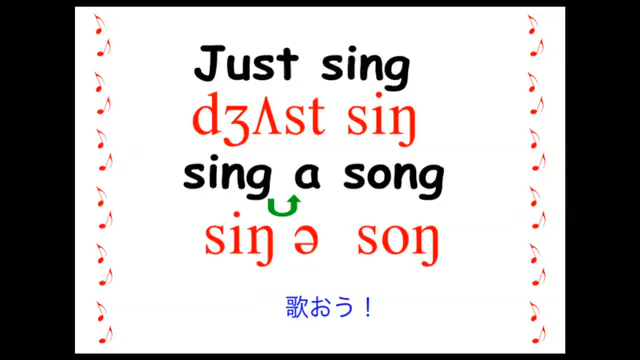 Just sing
dʒʌst siŋ
sing a song
siŋ ə soŋ
歌おう！